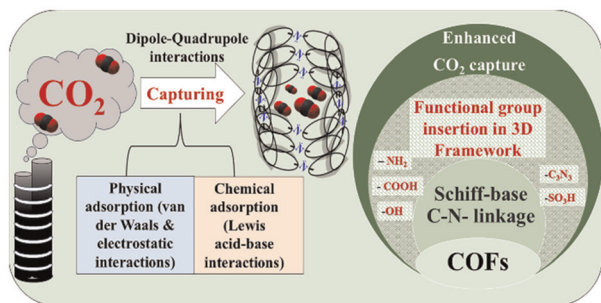 Dipole-Quadrupole
interactions
CO2
Capturing
Physical
adsorption (van
der Waals &
electrostatic
interactions)
Chemical
adsorption
(Lewis
acid-base
interactions)
N
Enhanced
CO2 capture
Functional group
insertion in 3D
Framework
– NH2
- COOH
-OH
-C3N3
-SO3H
Schiff-base
C-N- linkage
COFs